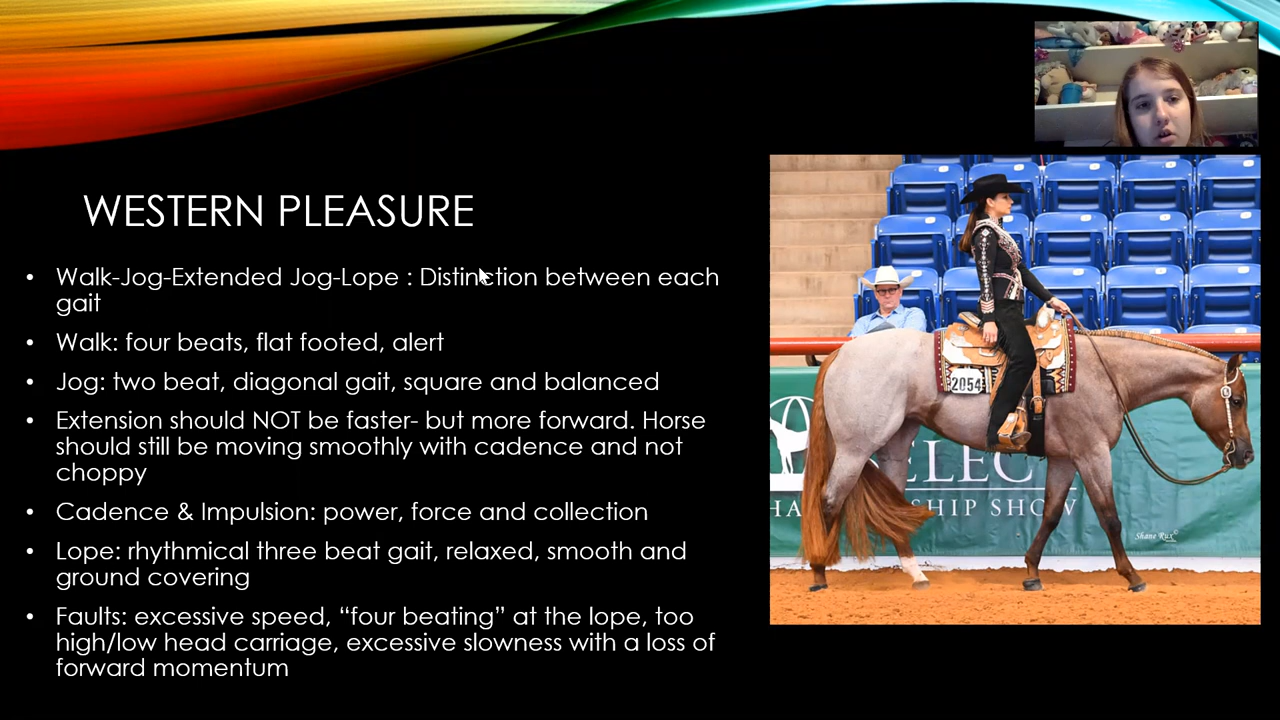 WESTERN PLEASURE
• Walk-Jog-Extended Jog-Lope : Distinction between each
gait
• Walk: four beats, flat footed, alert
• Jog: two beat, diagonal gait, square and balanced
• Extension should NOT be faster- but more forward. Horse
should still be moving smoothly with cadence and not
choppy
• Cadence & Impulsion: power, force and collection
• Lope: rhythmical three beat gait, relaxed, smooth and
ground covering
• Faults: excessive speed, “four beating” at the lope, too
high/low head carriage, excessive slowness with a loss of
forward momentum
2054
SELECT
SHIP SHOW
Shane Rux